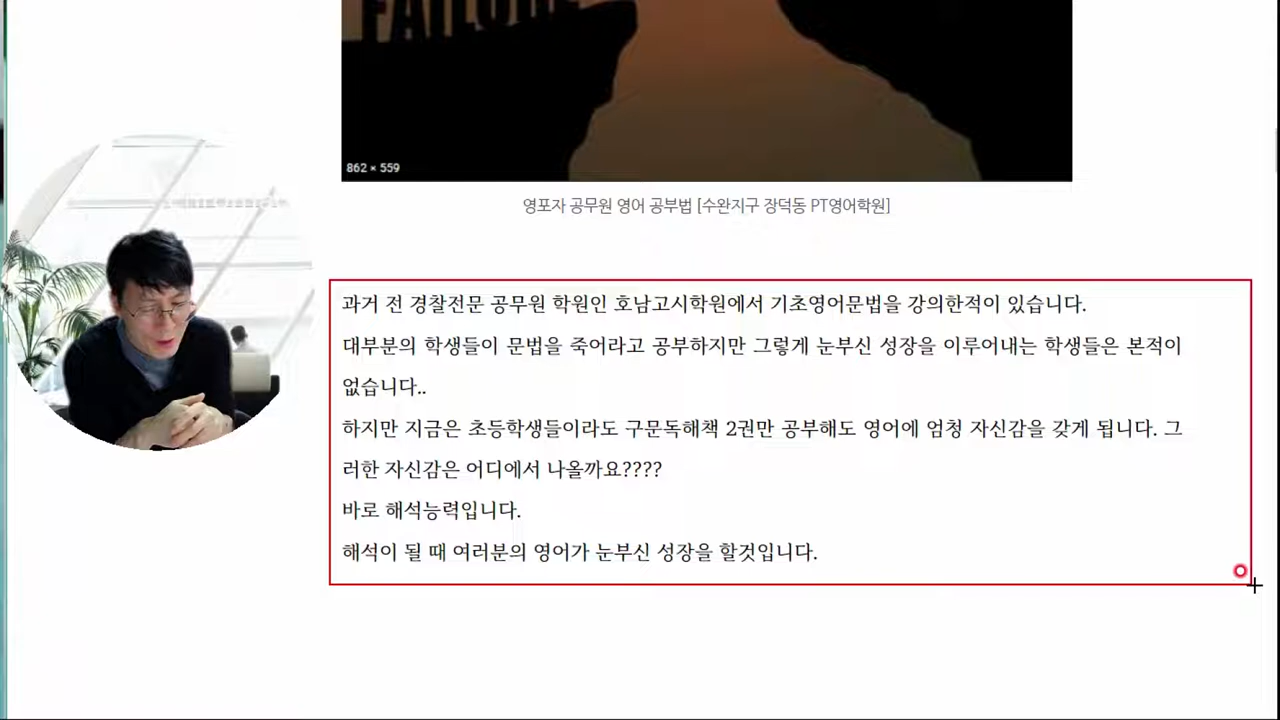 FAILURE
862 × 559
영포자 공무원 영어 공부법 [수완지구 장덕동 PT영어학원]
과거 전 경찰전문 공무원 학원인 호남고시학원에서 기초영어문법을 강의한적이 있습니다.
대부분의 학생들이 문법을 죽어라고 공부하지만 그렇게 눈부신 성장을 이루어내는 학생들은 본적이
없습니다..
하지만 지금은 초등학생들이라도 구문독해책 2권만 공부해도 영어에 엄청 자신감을 갖게 됩니다. 그
러한 자신감은 어디에서 나올까요????
바로 해석능력입니다.
해석이 될 때 여러분의 영어가 눈부신 성장을 할것입니다.